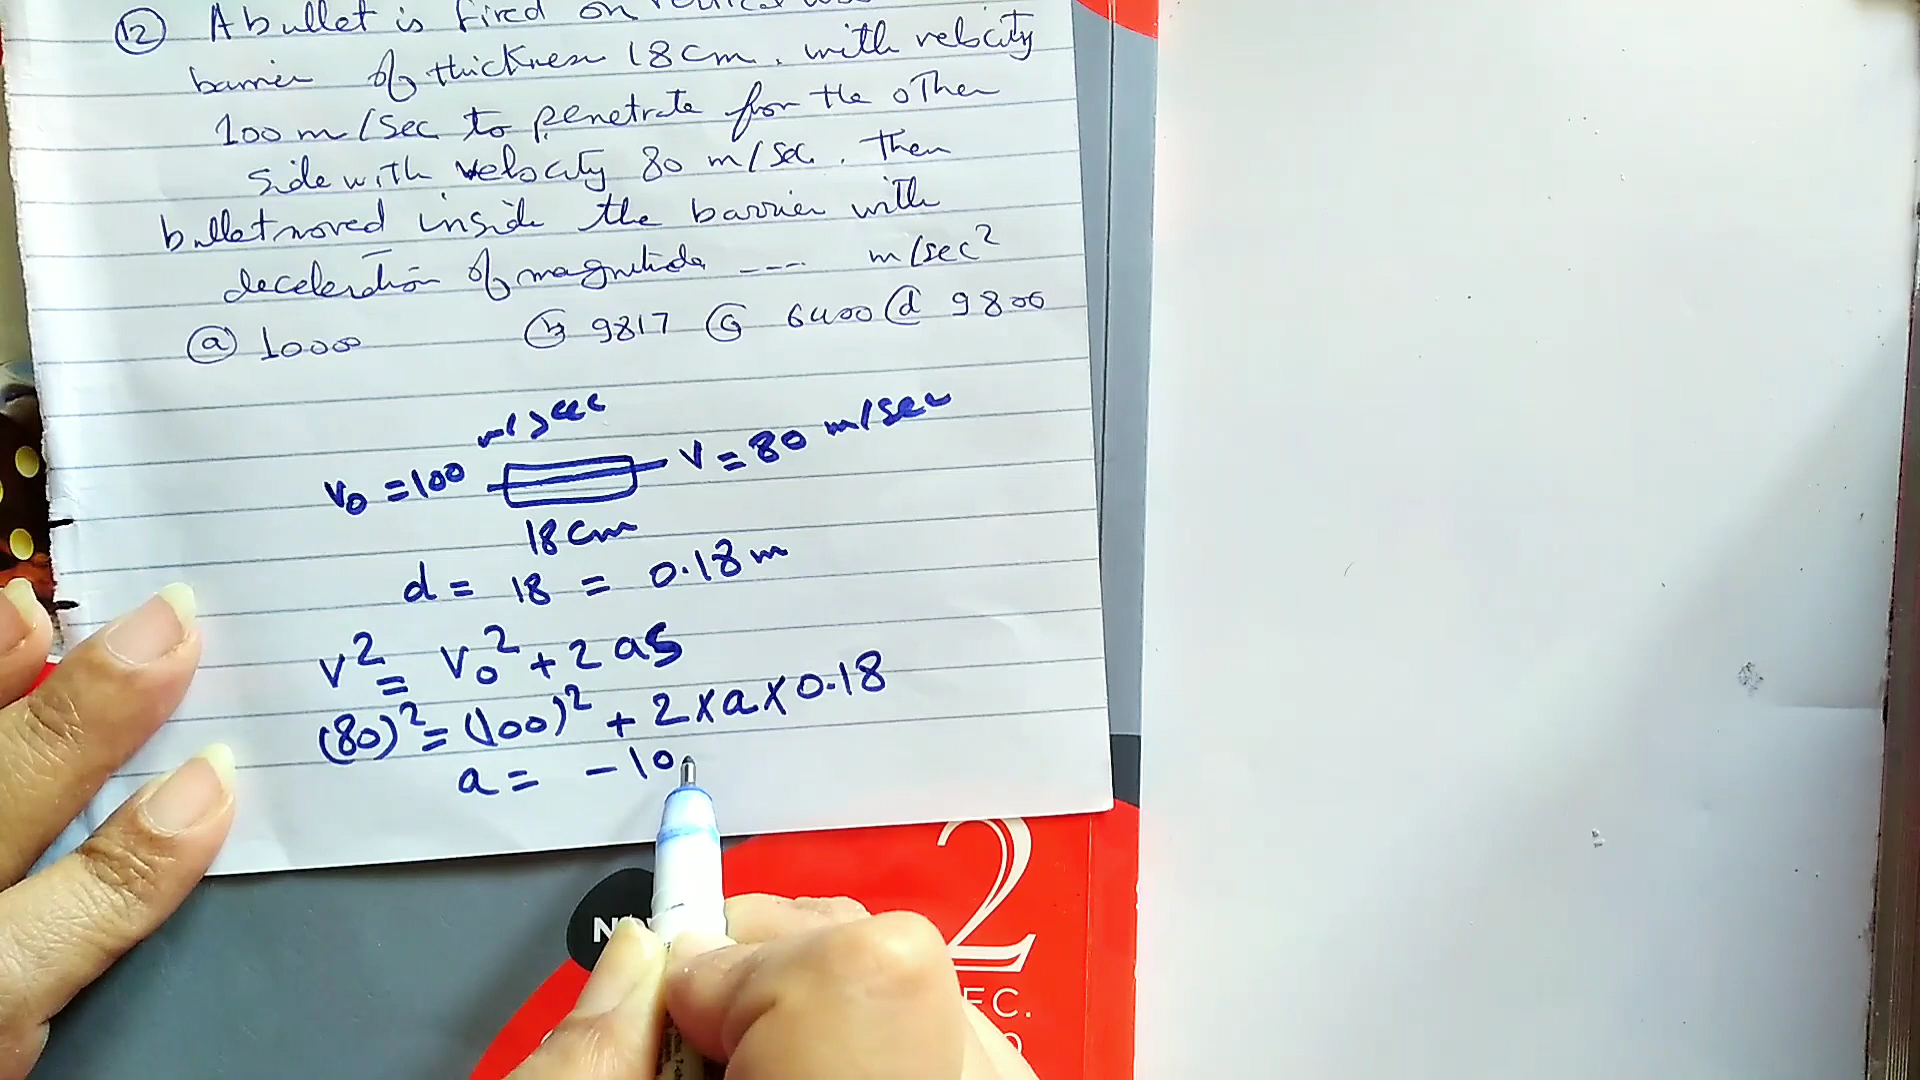 12 A bullet is fired on
barrier of thickness 18 cm. with velocity
100 m/sec to penetrate from the other
side with velocity 80 m/sec. Then
bullet moved inside the barrier with
deceleration of magnitude ---- m/sec²
a 10000 b 9817 c 6400 d 9800
m/sec
V₀ = 100 V = 80 m/sec
18 cm
d = 18 = 0.18 m
V² = V₀² + 2as
(80)² = (100)² + 2×a×0.18
a = -10
2